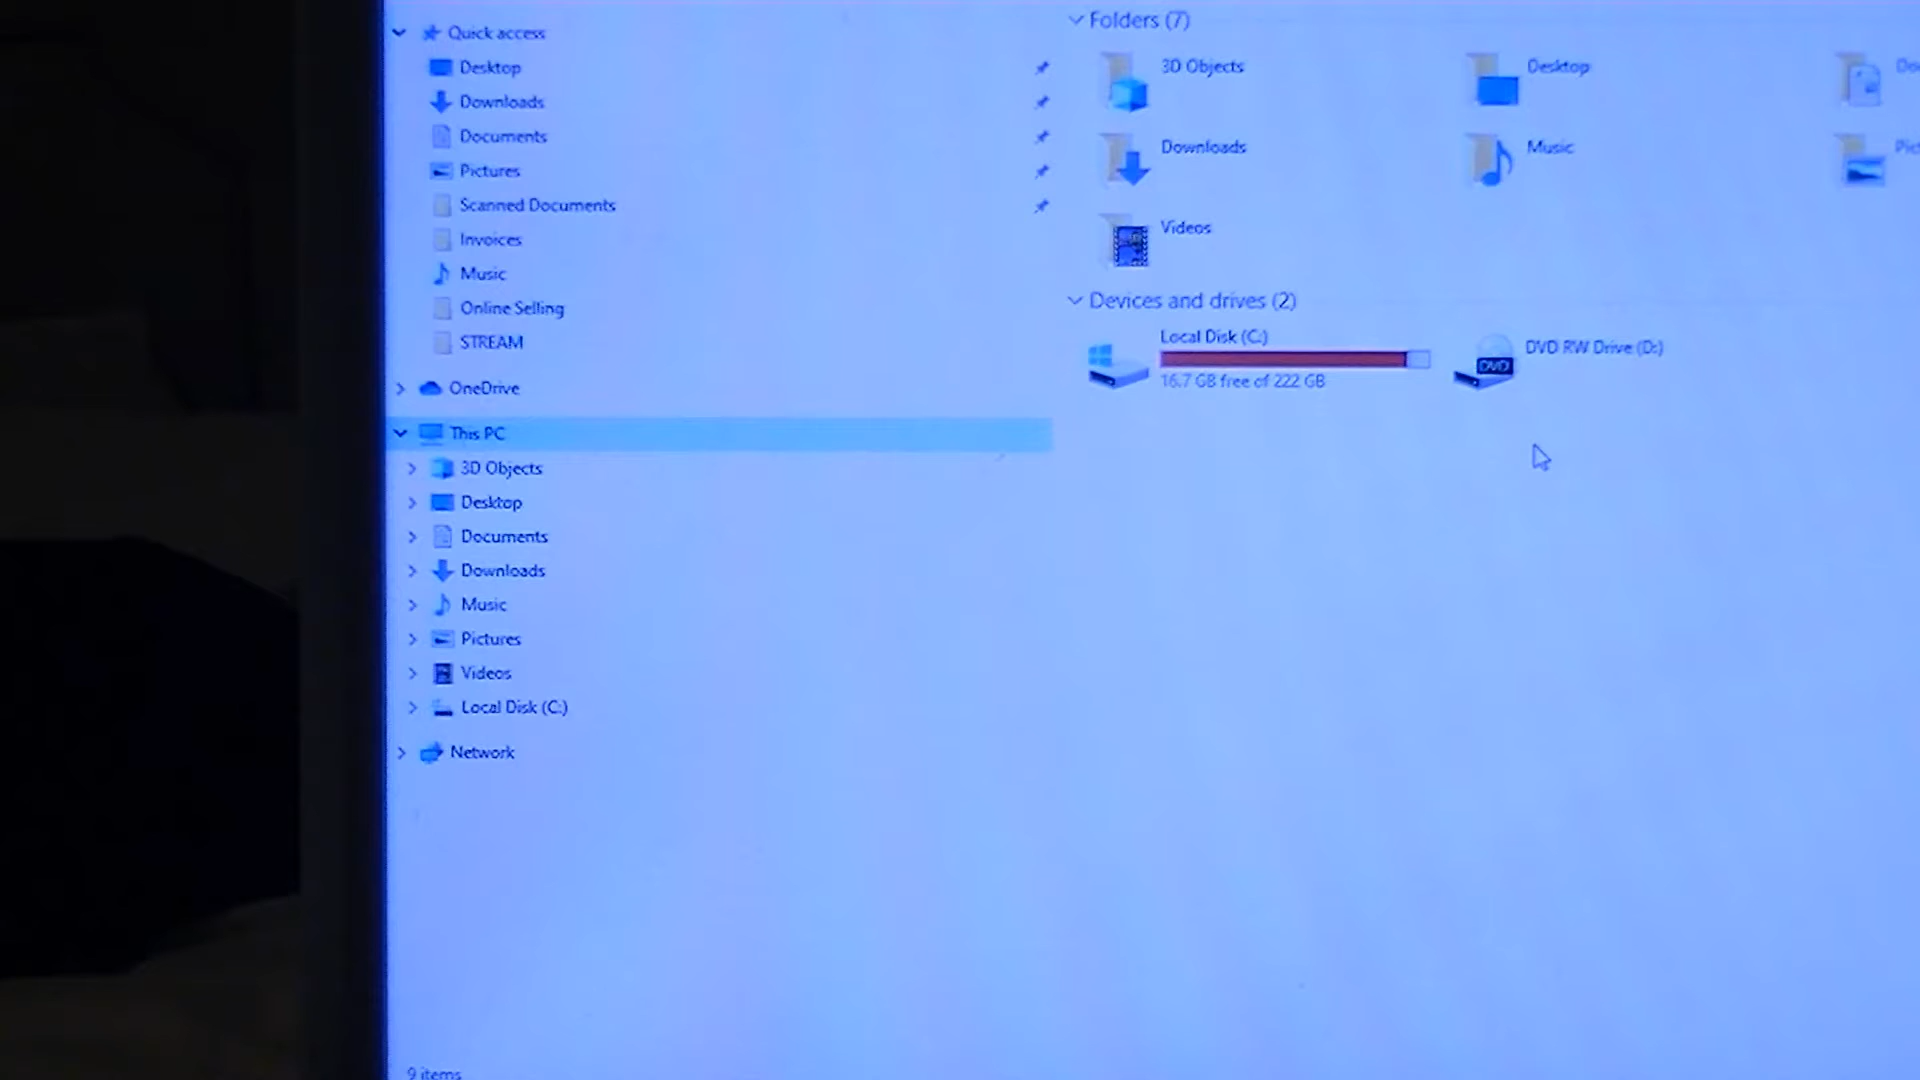 Quick access
Desktop
Downloads
Documents
Pictures
Scanned Documents
Invoices
Music
Online Selling
STREAM
OneDrive
This PC
3D Objects
Desktop
Documents
Downloads
Music
Pictures
Videos
Local Disk (C:)
Network
9 items
Folders (7)
3D Objects
Desktop
Downloads
Music
Videos
Devices and drives (2)
Local Disk (C:)
16.7 GB free of 222 GB
DVD RW Drive (D:)
DVD